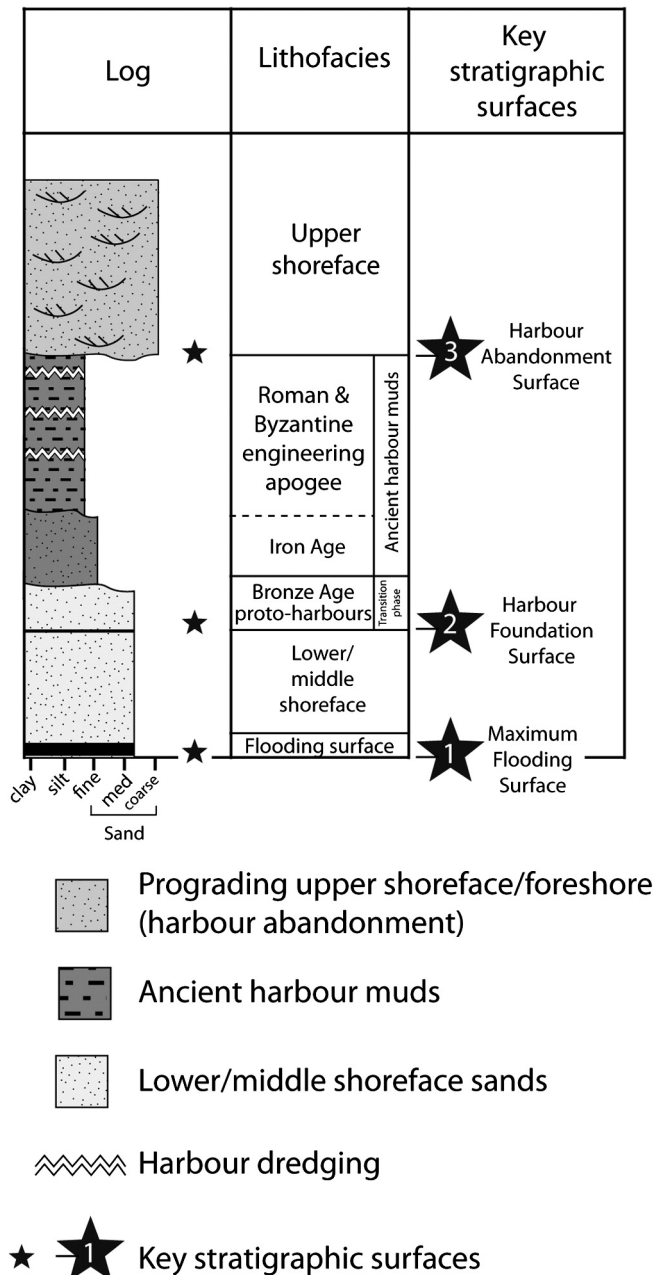 Log
Lithofacies
Key
stratigraphic
surfaces
Upper
shoreface
3
Harbour
Abandonment
Surface
Roman &
Byzantine
engineering
apogee
Ancient harbour muds
Iron Age
Bronze Age
proto-harbours
Transition
phase
2
Harbour
Foundation
Surface
Lower/
middle
shoreface
Flooding surface
1
Maximum
Flooding
Surface
clay
silt
fine
med
coarse
Sand
Prograding upper shoreface/foreshore
(harbour abandonment)
Ancient harbour muds
Lower/middle shoreface sands
Harbour dredging
1
Key stratigraphic surfaces